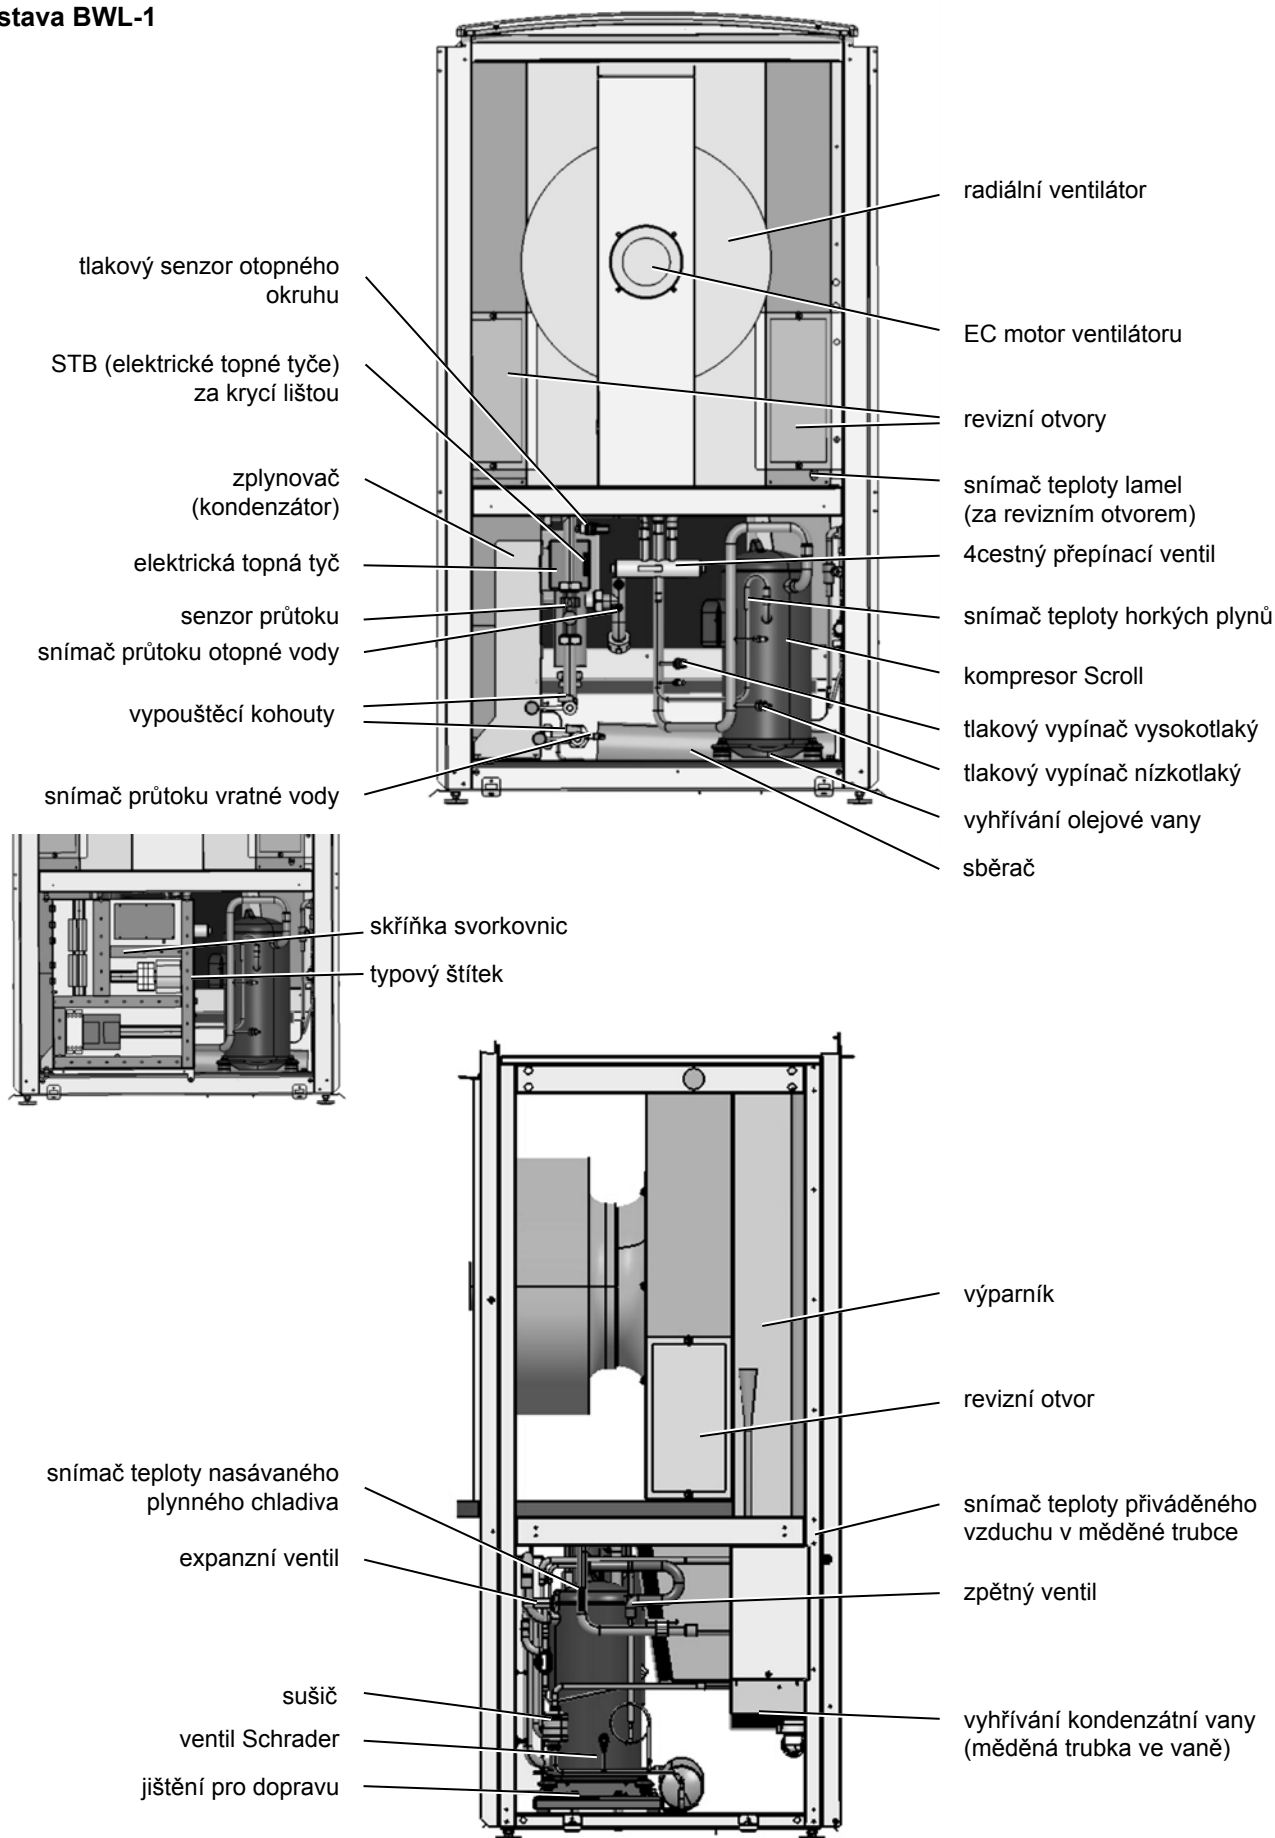 stava BWL-1
radiální ventilátor
tlakový senzor otopného
okruhu
EC motor ventilátoru
STB (elektrické topné tyče)
za krycí lištou
revizní otvory
zplynovač
(kondenzátor)
snímač teploty lamel
(za revizním otvorem)
elektrická topná tyč
4cestný přepínací ventil
senzor průtoku
snímač teploty horkých plynů
snímač průtoku otopné vody
kompresor Scroll
vypouštěcí kohouty
tlakový vypínač vysokotlaký
tlakový vypínač nízkotlaký
snímač průtoku vratné vody
vyhřívání olejové vany
sběrač
skříňka svorkovnic
typový štítek
výparník
revizní otvor
snímač teploty nasávaného
plynného chladiva
snímač teploty přiváděného
vzduchu v měděné trubce
expanzní ventil
zpětný ventil
sušič
vyhřívání kondenzátní vany
(měděná trubka ve vaně)
ventil Schrader
jištění pro dopravu